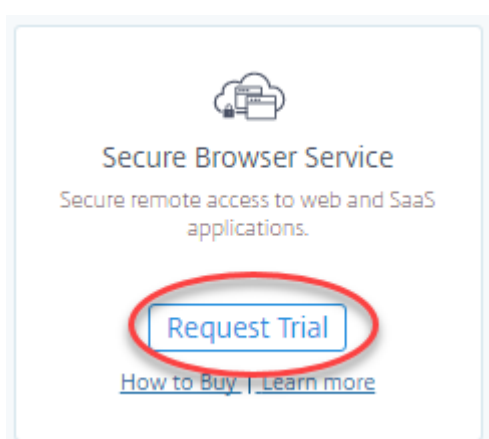 Secure Browser Service
Secure remote access to web and SaaS
applications.
Request Trial
How to Buy | Learn more